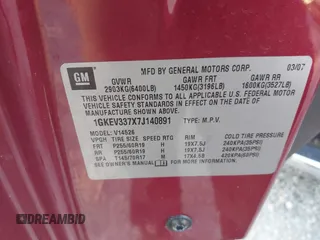 GM
MFD BY GENERAL MOTORS CORP. 03/07
GVWR GAWR FRT GAWR RR
2903KG(6400LB) 1450KG(3196LB) 1600KG(3527LB)
THIS VEHICLE CONFORMS TO ALL APPLICABLE U.S. FEDERAL MOTOR
VEHICLE SAFETY, BUMPER, AND THEFT PREVENTION STANDARDS
IN EFFECT ON THE DATE OF MANUFACTURE SHOWN ABOVE.
1GKEV337X7J140891 TYPE: M.P.V.
MODEL: V14526
TIRE SIZE SPEED RTG RIM COLD TIRE PRESSURE
FRT P255/60R19 H 19X7.5J 240KPA(35PSI)
RR P255/60R19 H 19X7.5J 240KPA(35PSI)
SPA T145/70R17 M 17X4.5B 420KPA(60PSI)
SEE OWNER'S MANUAL
DREAMBID